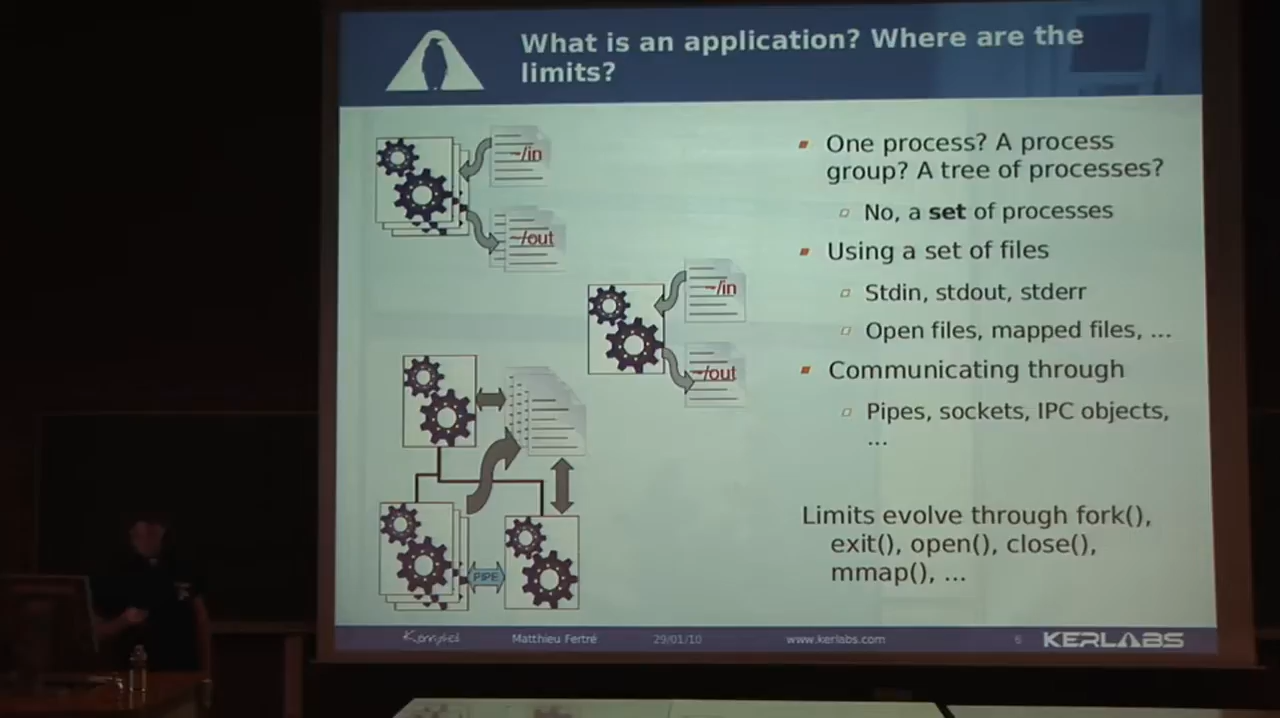 What is an application? Where are the
limits?
~/in
~/out
~/in
~/out
PIPE
One process? A process
group? A tree of processes?
No, a set of processes
Using a set of files
Stdin, stdout, stderr
Open files, mapped files, ...
Communicating through
Pipes, sockets, IPC objects,
...
Limits evolve through fork(),
exit(), open(), close(),
mmap(), ...
Matthieu Fertré
29/01/10
www.kerlabs.com
6
KERLABS